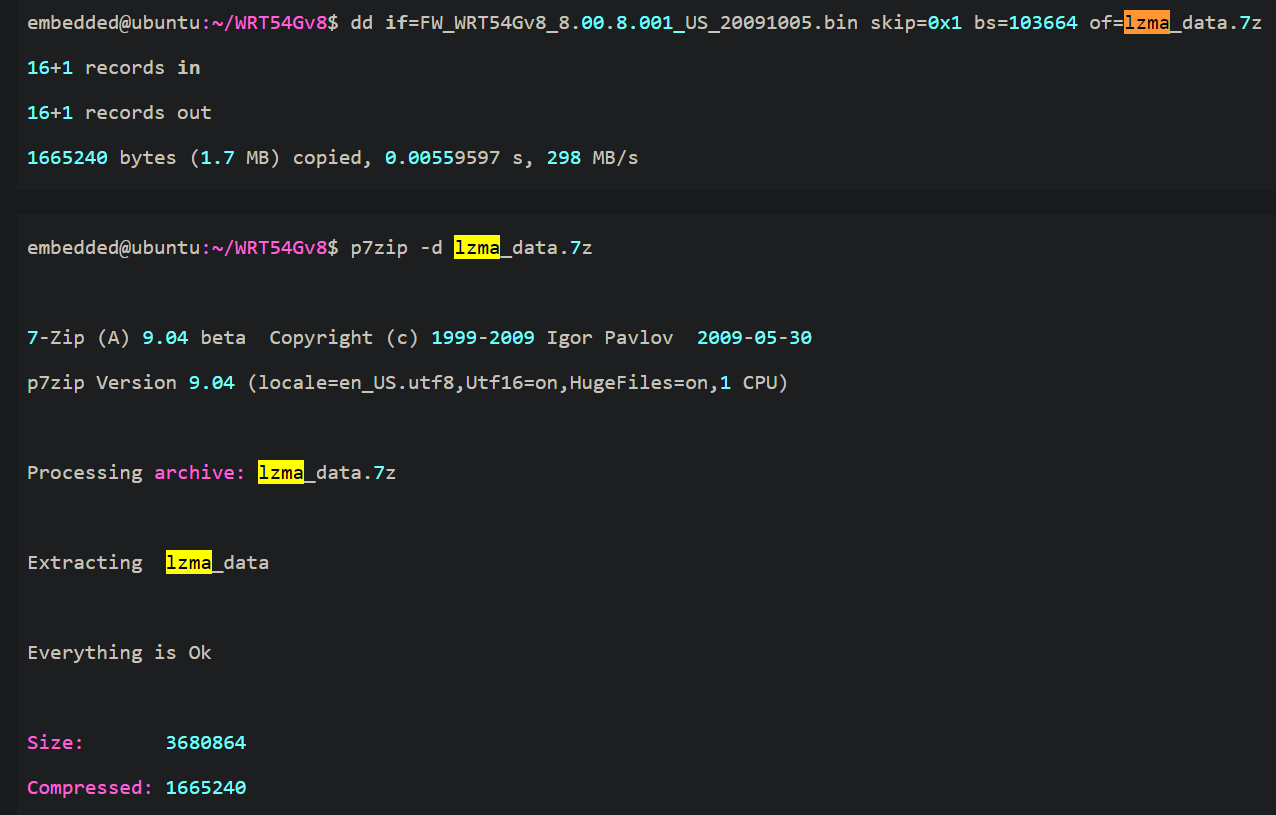 embedded@ubuntu:~/WRT54Gv8$ dd if=FW_WRT54Gv8_8.00.8.001_US_20091005.bin skip=0x1 bs=103664 of=lzma_data.7z
16+1 records in
16+1 records out
1665240 bytes (1.7 MB) copied, 0.00559597 s, 298 MB/s
embedded@ubuntu:~/WRT54Gv8$ p7zip -d lzma_data.7z
7-Zip (A) 9.04 beta  Copyright (c) 1999-2009 Igor Pavlov  2009-05-30
p7zip Version 9.04 (locale=en_US.utf8,Utf16=on,HugeFiles=on,1 CPU)
Processing archive: lzma_data.7z
Extracting  lzma_data
Everything is Ok
Size:       3680864
Compressed: 1665240